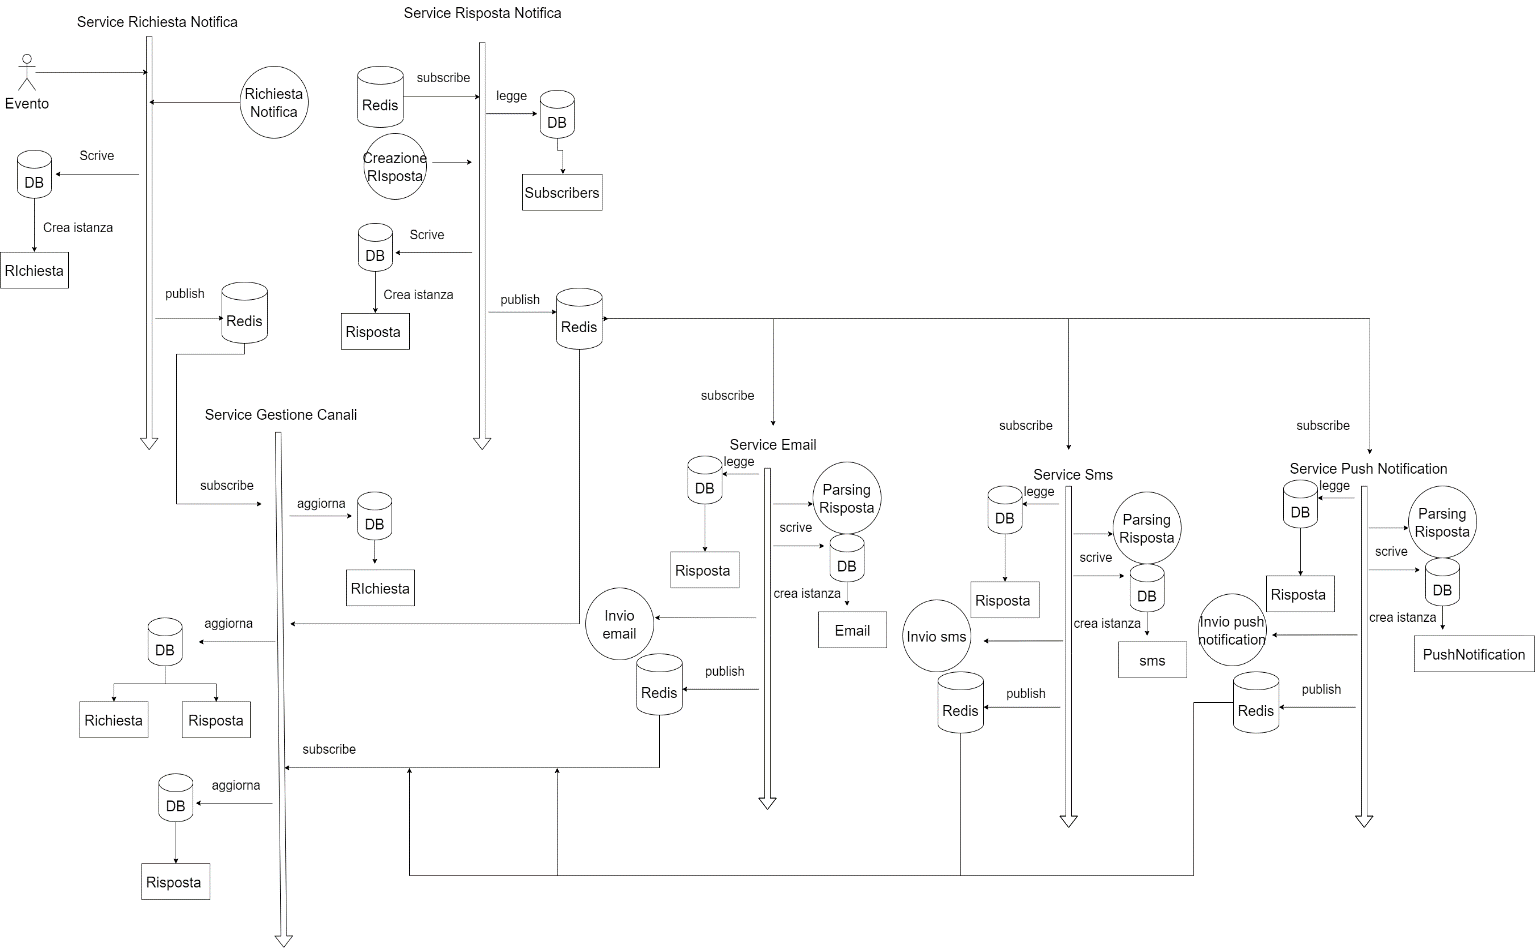 Service Richiesta Notifica
Evento
Richiesta
Notifica
Scrive
DB
Crea istanza
RIchiesta
publish
Redis
Service Risposta Notifica
Redis
subscribe
legge
DB
Subscribers
Creazione
RIsposta
Scrive
DB
Crea istanza
Risposta
publish
Redis
Service Gestione Canali
subscribe
aggiorna
DB
RIchiesta
aggiorna
DB
Richiesta
Risposta
subscribe
aggiorna
DB
Risposta
subscribe
Service Email
legge
DB
Risposta
Parsing
Risposta
scrive
DB
crea istanza
Email
Invio
email
publish
Redis
subscribe
Service Sms
legge
DB
Risposta
Parsing
Risposta
scrive
DB
crea istanza
sms
Invio sms
publish
Redis
subscribe
Service Push Notification
legge
DB
Risposta
Parsing
Risposta
scrive
DB
crea istanza
PushNotification
Invio push
notification
publish
Redis